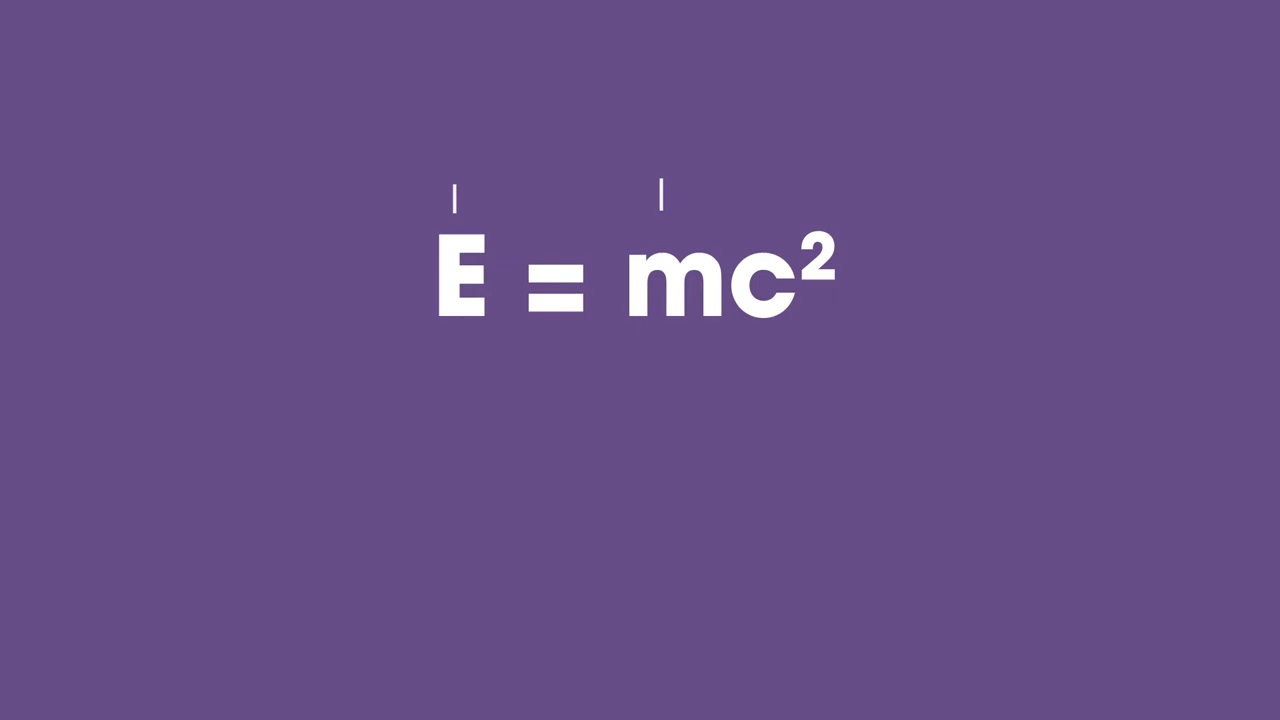 E = mc²